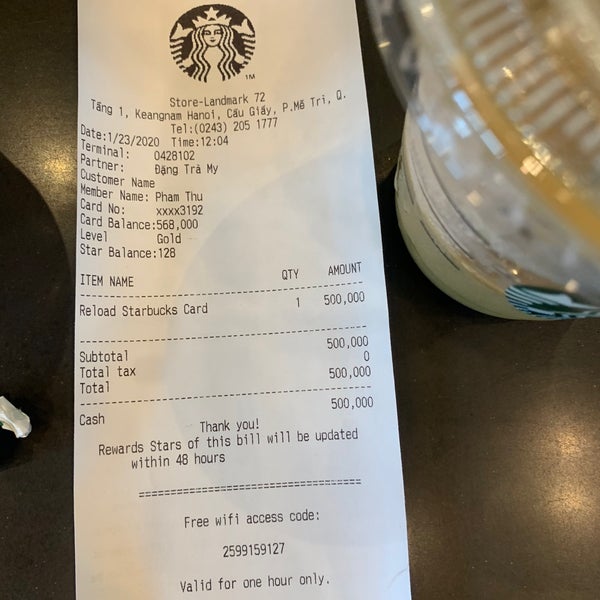 TM
Store-Landmark 72
Tầng 1, Keangnam Hanoi, Cầu Giấy, P.Mễ Trì, Q.
Tel:(0243) 205 1777
Date:1/23/2020 Time:12:04
Terminal: 0428102
Partner: Đặng Trà My
Customer Name
Member Name: Pham Thu
Card No: xxxx3192
Card Balance:568,000
Level Gold
Star Balance:128
ITEM NAME QTY AMOUNT
Reload Starbucks Card 1 500,000
Subtotal 500,000
Total tax 0
Total 500,000
Cash 500,000
Thank you!
Rewards Stars of this bill will be updated
within 48 hours
Free wifi access code:
2599159127
Valid for one hour only.